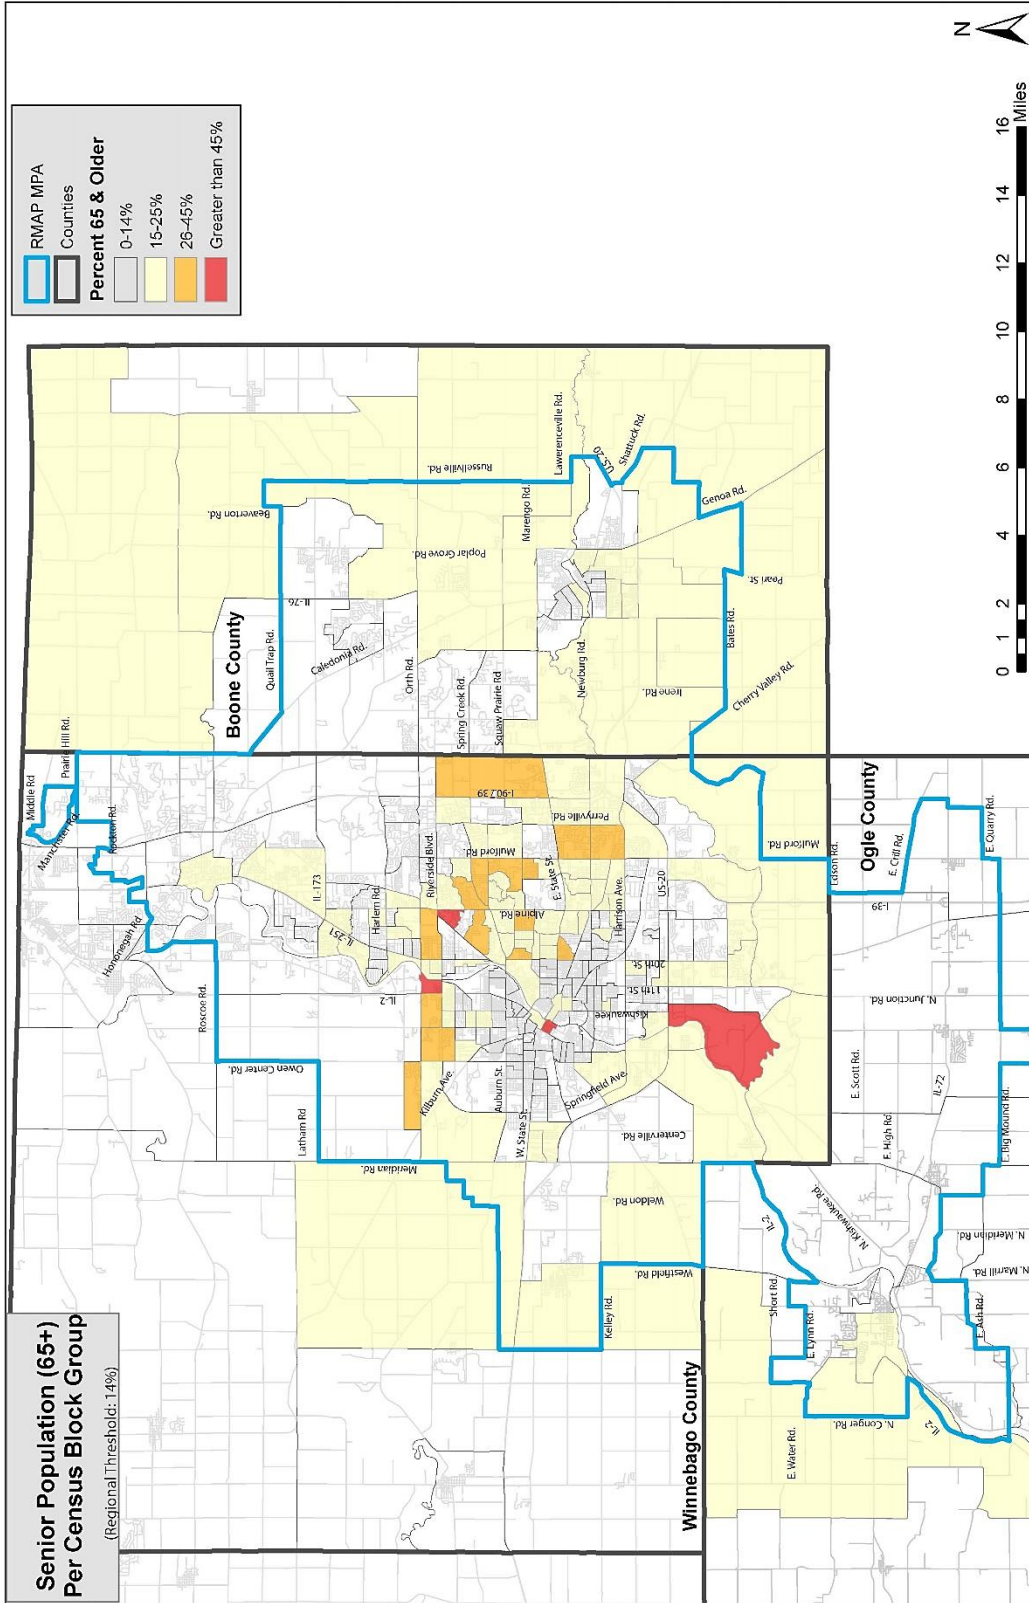 Senior Population (65+)
Per Census Block Group
(Regional Threshold: 14%)
RMAP MPA
Counties
Percent 65 & Older
0-14%
15-25%
26-45%
Greater than 45%
N
0 1 2 4 6 8 10 12 14 16
Miles
Boone County
Winnebago County
Ogle County
Middle Rd
Prairie Hill Rd.
Manchster Rd.
Rockton Rd.
Hononegah Rd
Roscoe Rd.
Owen Center Rd.
Latham Rd
Meridian Rd.
IL-173
IL-251
Harlem Rd.
IL-2
Riverside Blvd.
Mulford Rd.
I-90/39
Perryville Rd.
E. State St.
Alpine Rd.
Harrison Ave.
US-20
20th St.
11th St.
Kishwaukee
Kilburn Ave.
Auburn St.
W. State St.
Springfield Ave.
Centerville Rd.
Weldon Rd.
Westfield Rd.
Kelley Rd.
Mulford Rd.
Beaverton Rd.
Quail Trap Rd.
IL-76
Caledonia Rd.
Orth Rd.
Poplar Grove Rd.
Russellville Rd.
Spring Creek Rd.
Squaw Prairie Rd
Marengo Rd.
Lawerenceville Rd.
U.S. 20
Shattuck Rd.
Genoa Rd.
Newburg Rd.
Irene Rd.
Pearl St.
Bates Rd.
Cherry Valley Rd.
Edson Rd.
E. Crill Rd.
E. Quarry Rd.
I-39
N. Junction Rd.
E. Scott Rd.
IL-72
E. High Rd.
E. Big Mound Rd.
N. Kishwaukee Rd.
IL-2
N. Meridian Rd.
N. Marrill Rd.
Short Rd.
E. Lynn Rd.
E. Ash Rd.
N. Conger Rd.
IL-2
E. Water Rd.